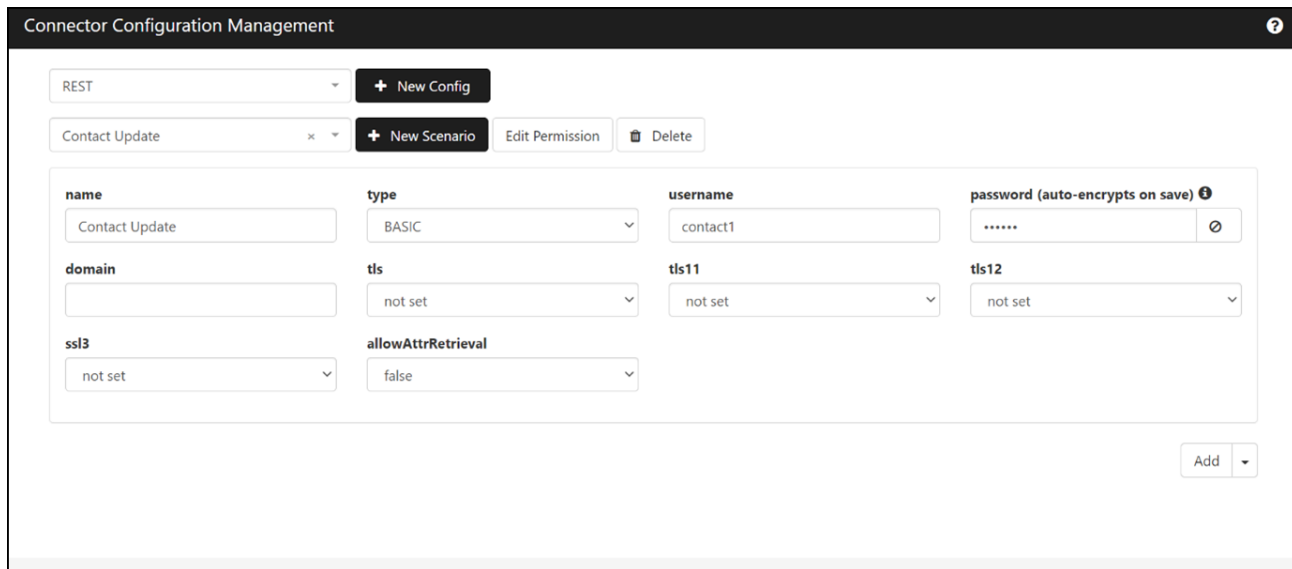 Connector Configuration Management
REST
New Config
Contact Update
New Scenario
Edit Permission
Delete
name
type
username
password (auto-encrypts on save)
Contact Update
BASIC
contact1
••••••
domain
tls
tls11
tls12
not set
not set
not set
ssl3
allowAttrRetrieval
not set
false
Add